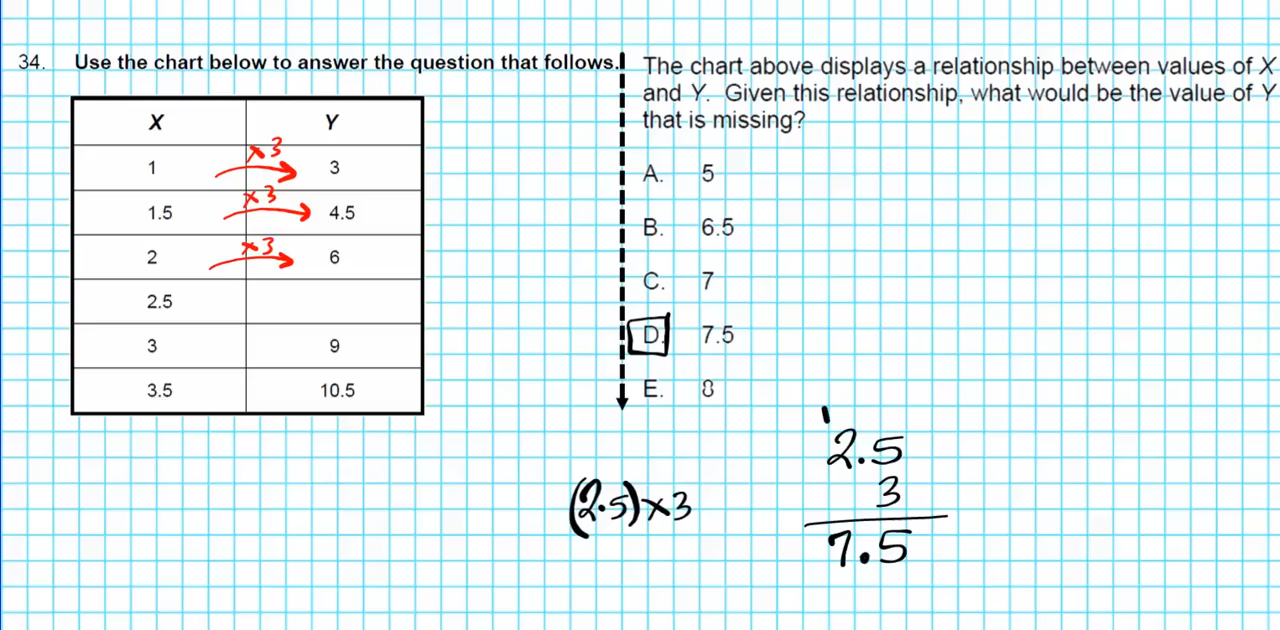 34. Use the chart below to answer the question that follows.
X Y
×3
1 3
×3
1.5 4.5
×3
2 6
2.5
3 9
3.5 10.5
The chart above displays a relationship between values of X
and Y. Given this relationship, what would be the value of Y
that is missing?
A. 5
B. 6.5
C. 7
D. 7.5
E. 8
(2.5)×3
1
2.5
3
7.5